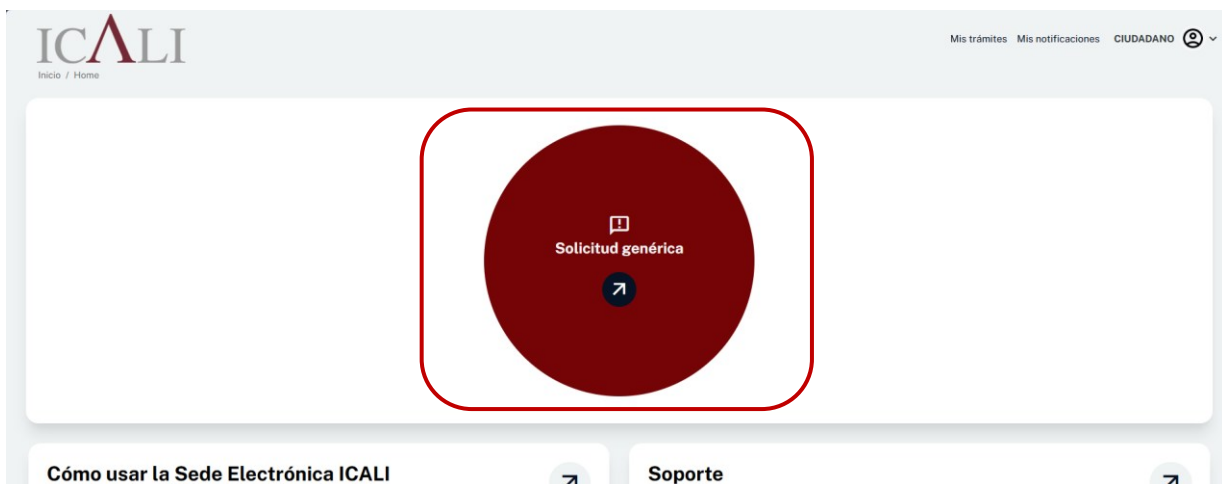 ICALI
Mis trámites Mis notificaciones CIUDADANO
Inicio / Home
Solicitud genérica
Cómo usar la Sede Electrónica ICALI
Soporte